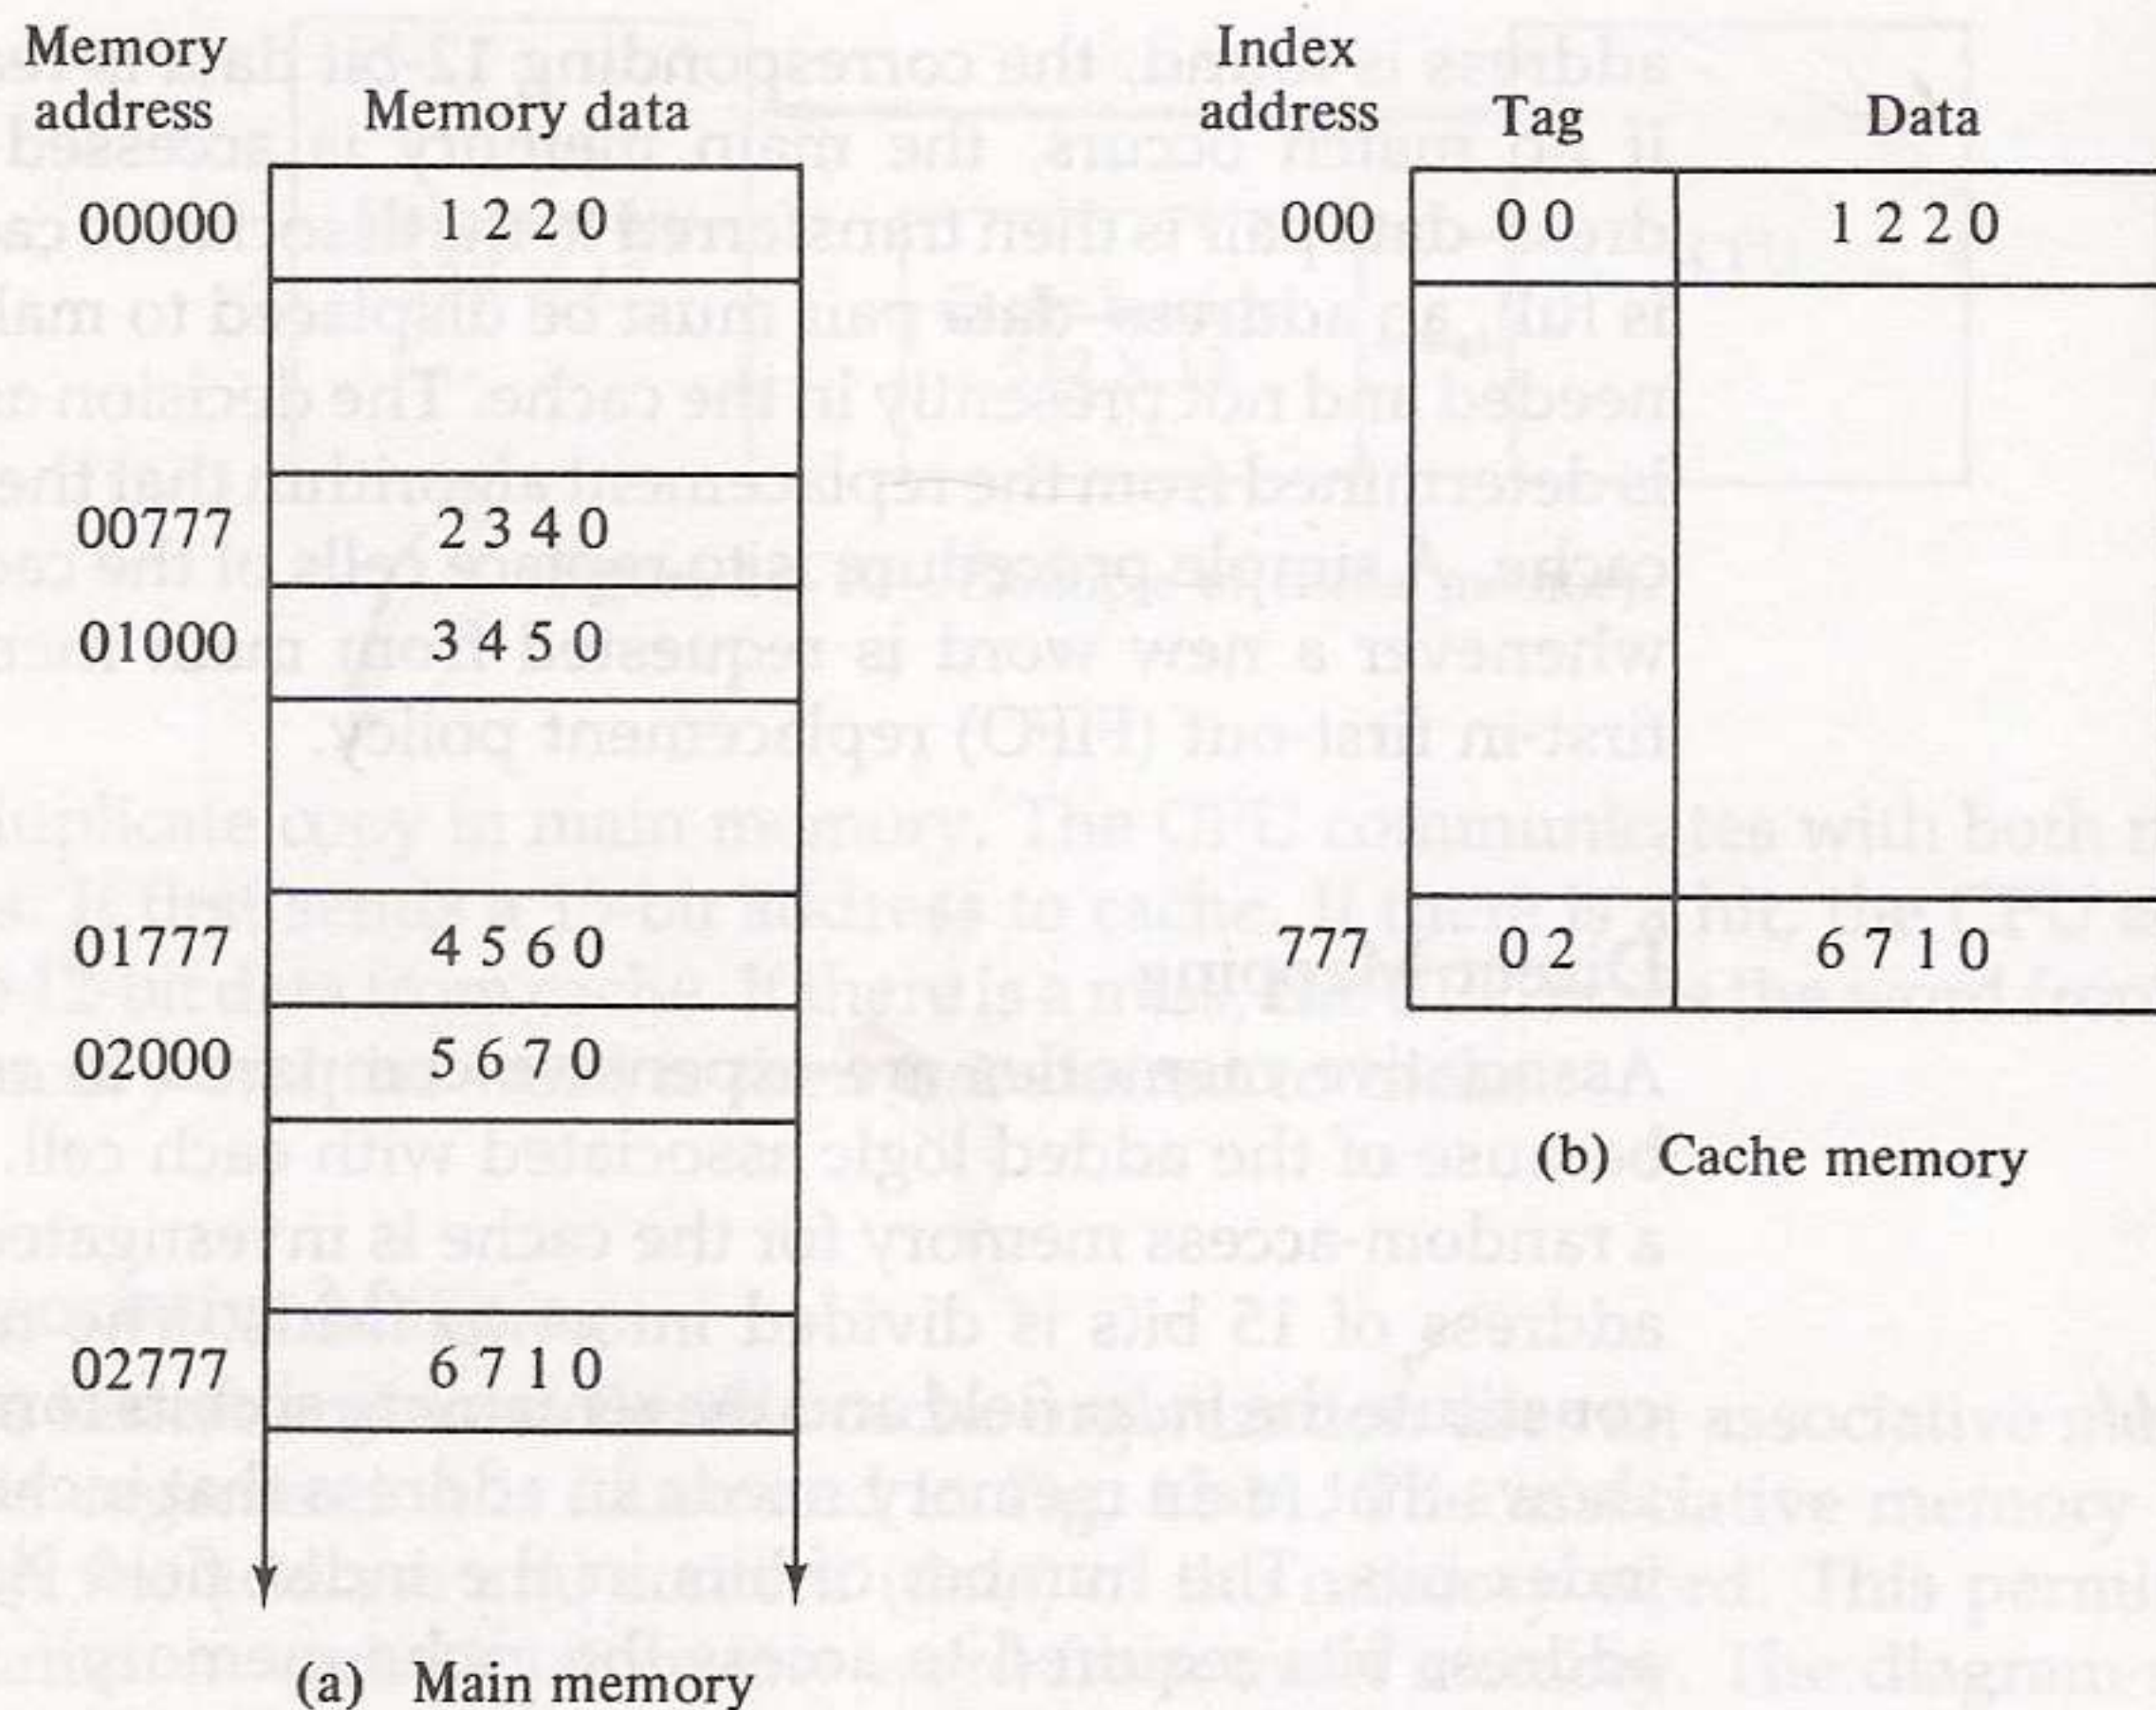 Memory
address
Memory data
00000
1 2 2 0
00777
2 3 4 0
01000
3 4 5 0
01777
4 5 6 0
02000
5 6 7 0
02777
6 7 1 0
(a) Main memory
Index
address
Tag
Data
000
0 0
1 2 2 0
777
0 2
6 7 1 0
(b) Cache memory